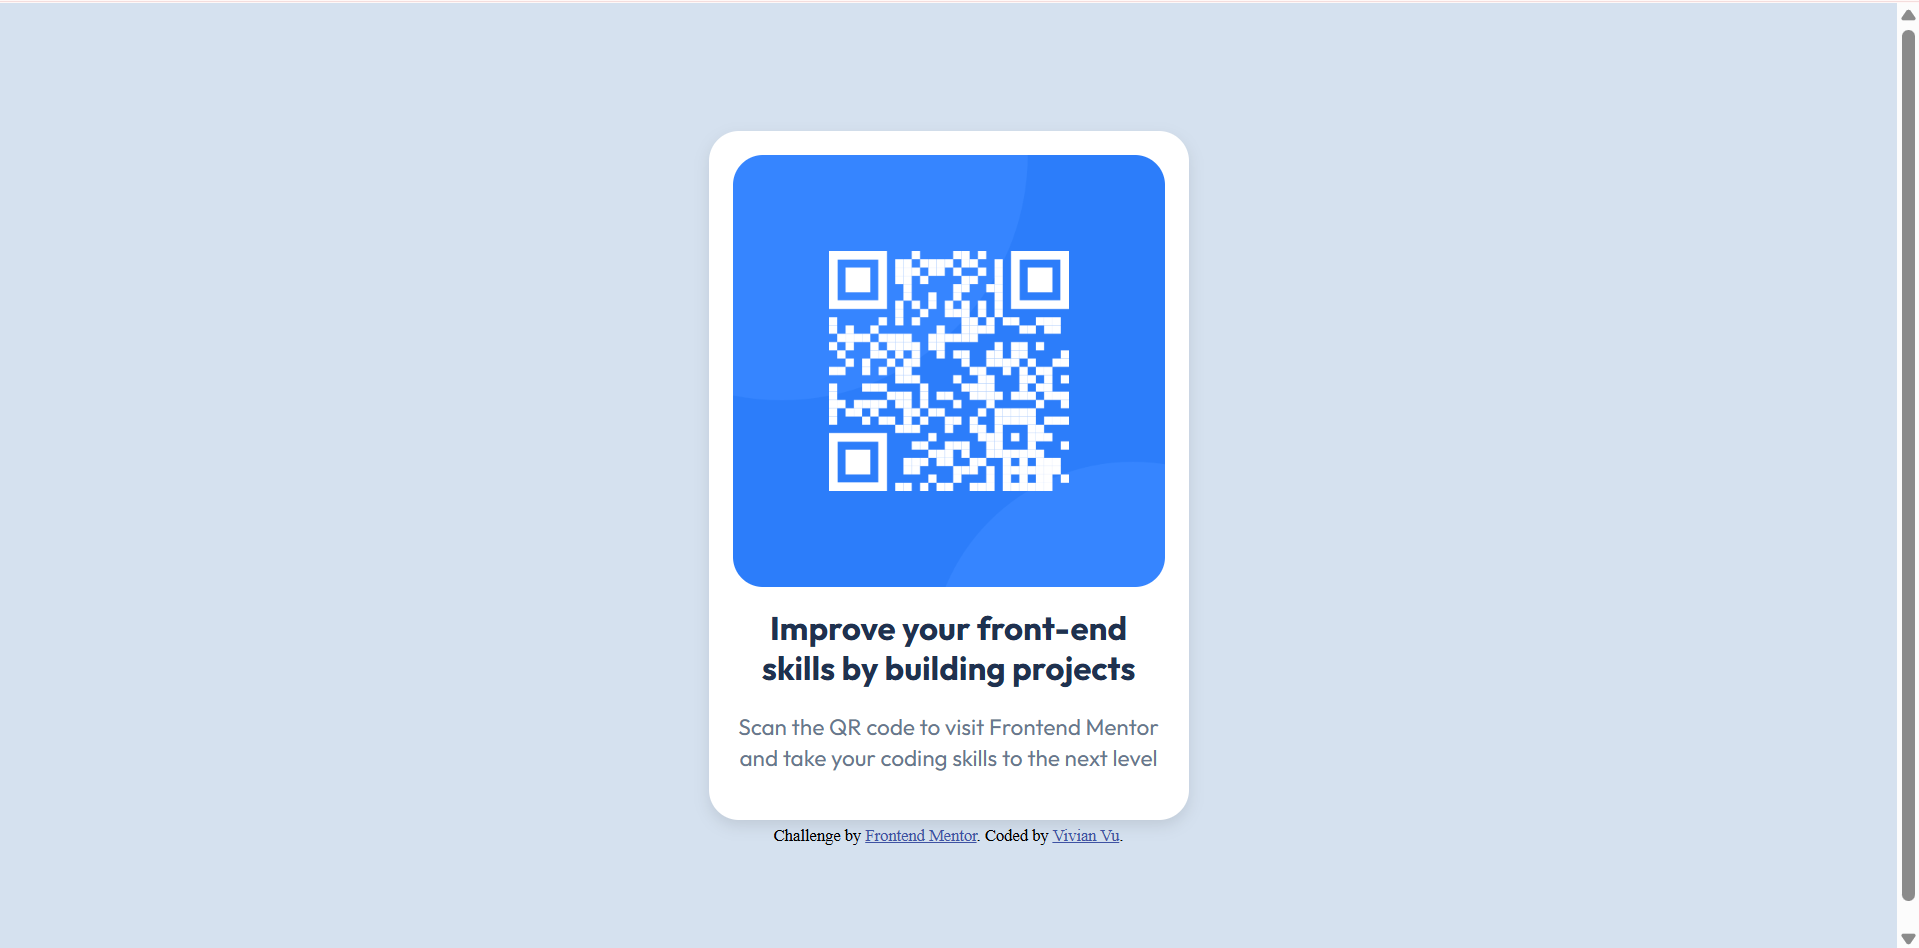 Improve your front-end
skills by building projects
Scan the QR code to visit Frontend Mentor
and take your coding skills to the next level
Challenge by Frontend Mentor. Coded by Vivian Vu.